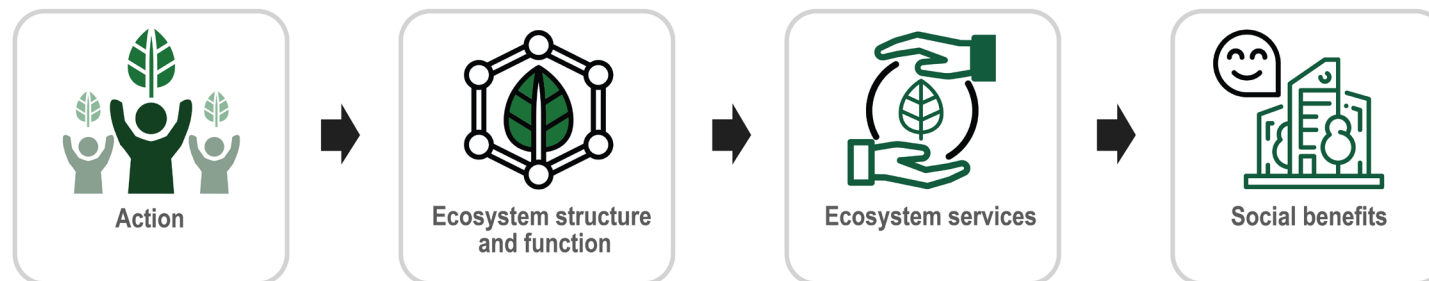 Action
Ecosystem structure
and function
Ecosystem services
Social benefits